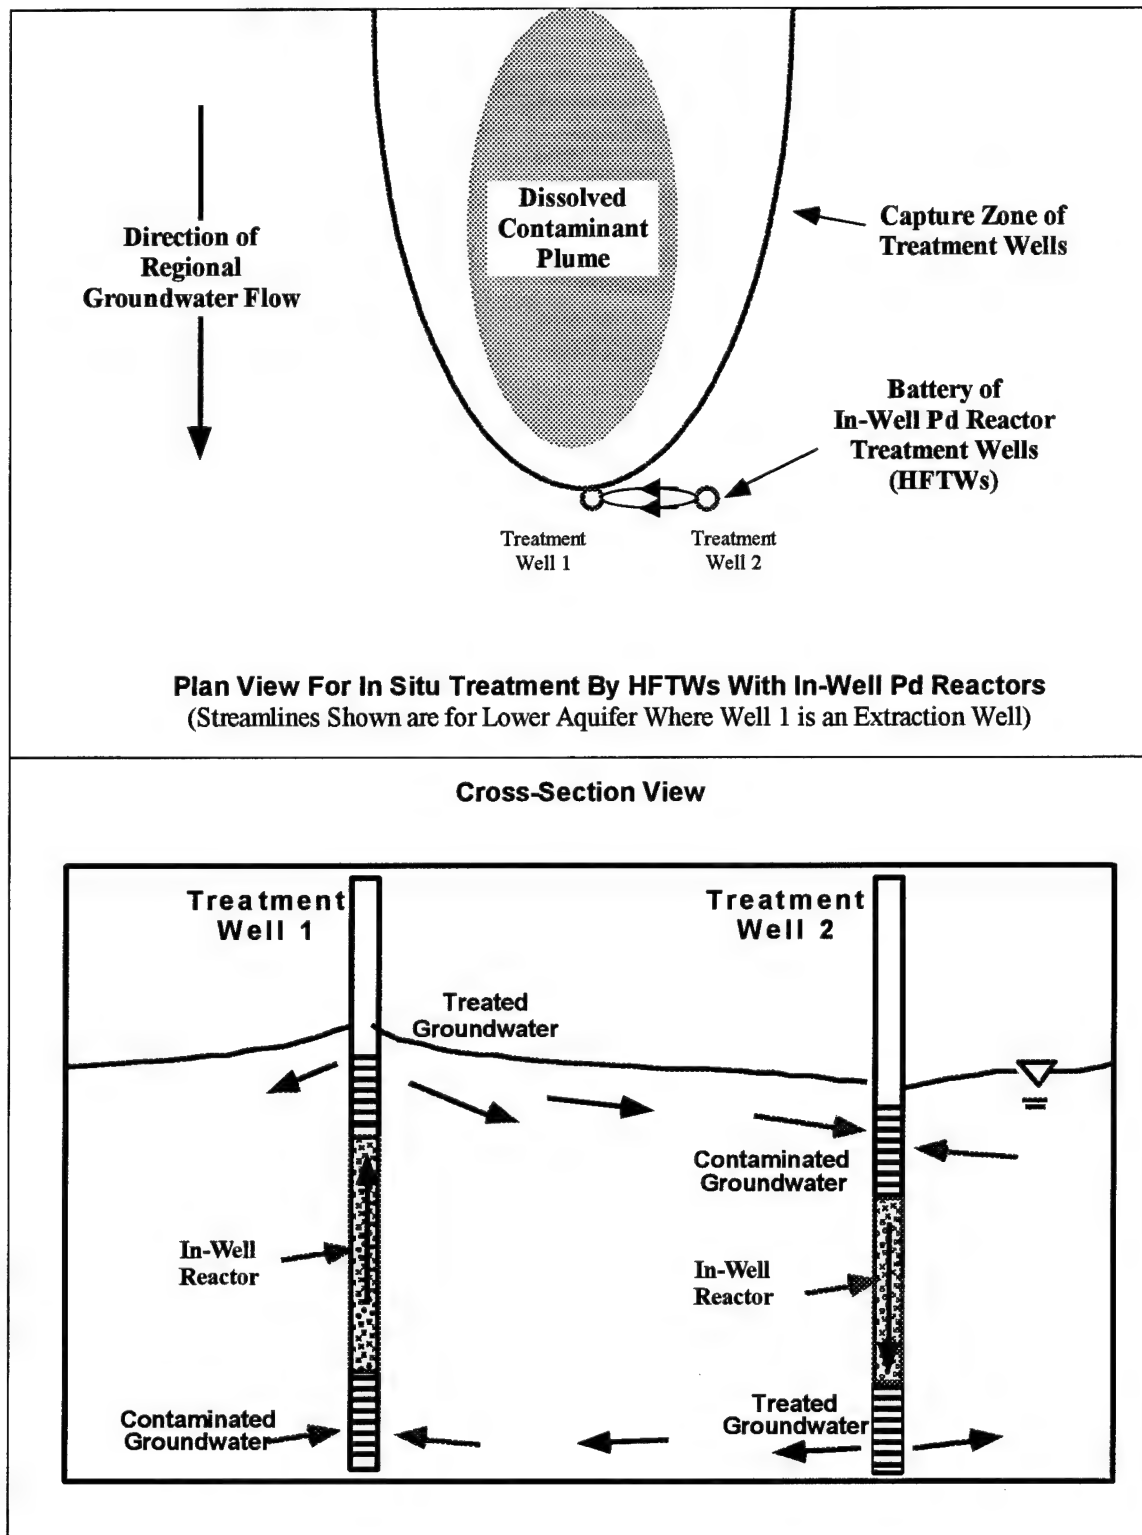 Direction of
Regional
Groundwater Flow
Dissolved
Contaminant
Plume
Capture Zone of
Treatment Wells
Battery of
In-Well Pd Reactor
Treatment Wells
(HFTWs)
Treatment
Well 1
Treatment
Well 2
Plan View For In Situ Treatment By HFTWs With In-Well Pd Reactors
(Streamlines Shown are for Lower Aquifer Where Well 1 is an Extraction Well)
Cross-Section View
Treatment
Well 1
Treatment
Well 2
Treated
Groundwater
Contaminated
Groundwater
In-Well
Reactor
In-Well
Reactor
Contaminated
Groundwater
Treated
Groundwater